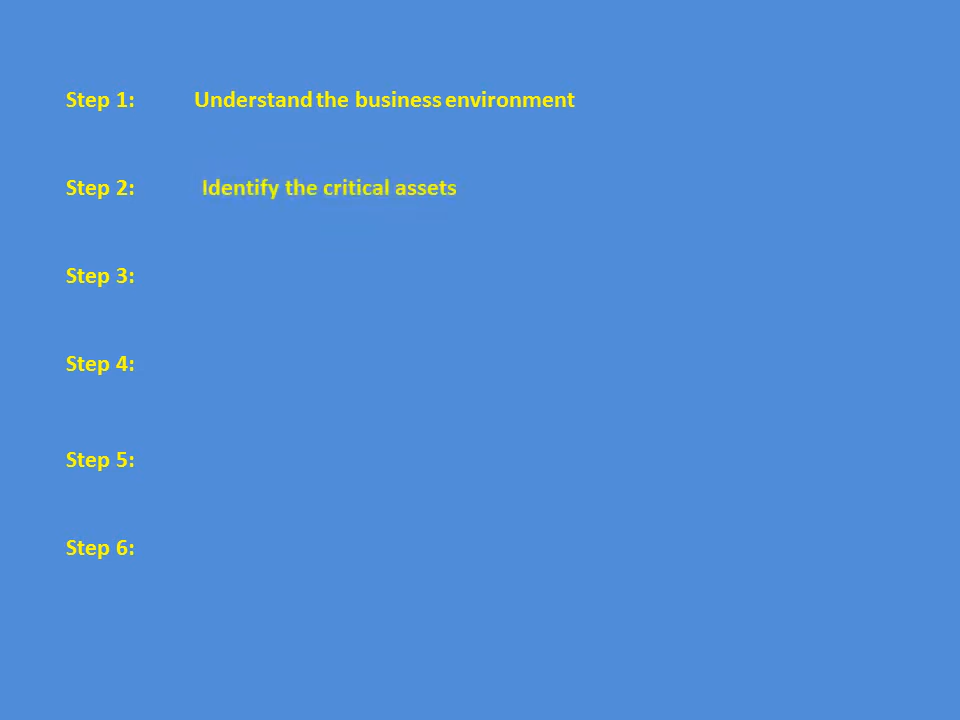 Step 1: Understand the business environment
Step 2: Identify the critical assets
Step 3:
Step 4:
Step 5:
Step 6: